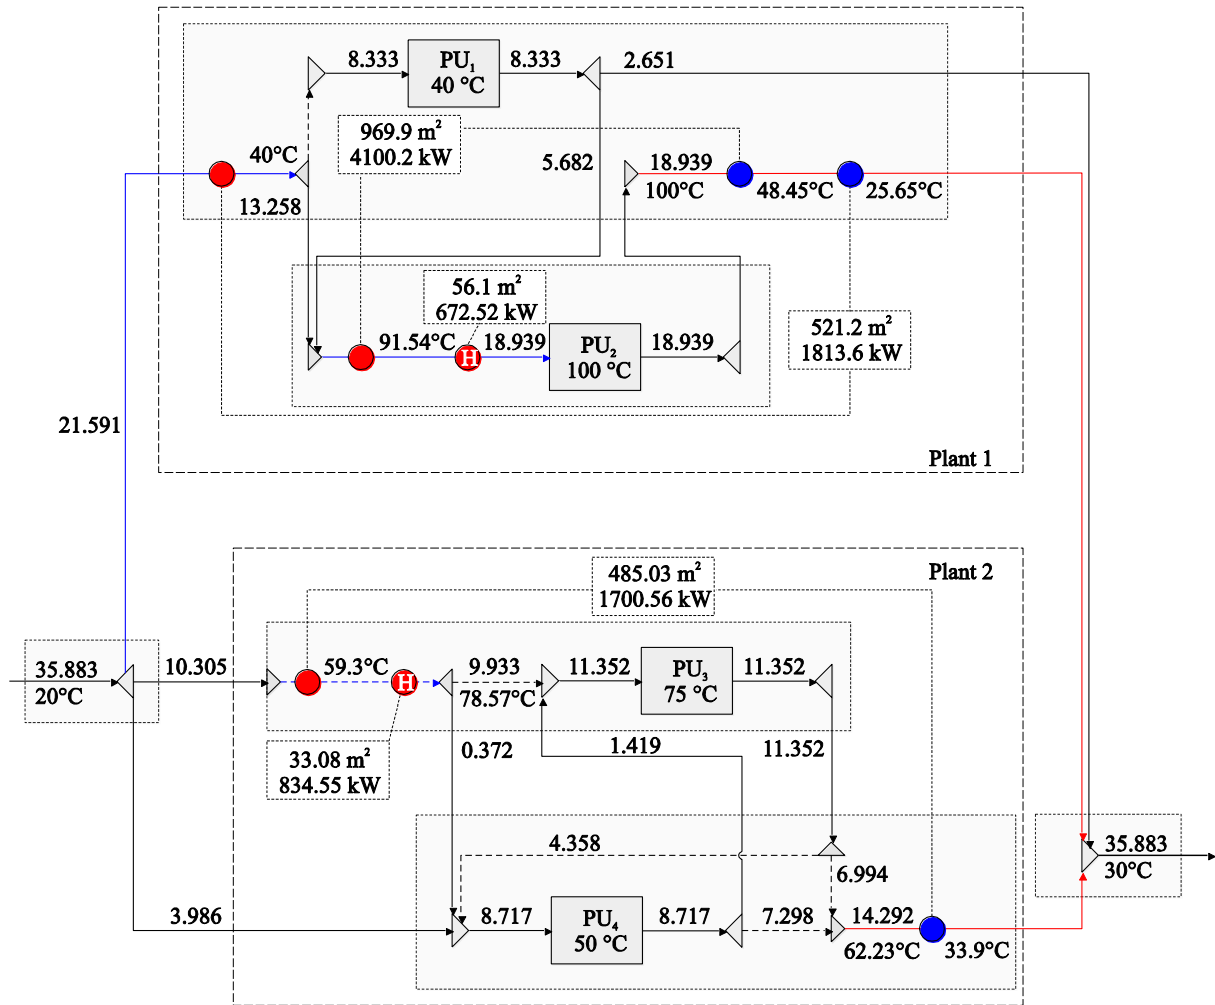 8.333
PU₁
40 °C
8.333
2.651
969.9 m²
4100.2 kW
40°C
5.682
18.939
100°C
48.45°C
25.65°C
13.258
56.1 m²
672.52 kW
521.2 m²
1813.6 kW
91.54°C
H
18.939
PU₂
100 °C
18.939
21.591
Plant 1
485.03 m²
1700.56 kW
Plant 2
35.883
20°C
10.305
59.3°C
H
9.933
78.57°C
11.352
PU₃
75 °C
11.352
33.08 m²
834.55 kW
0.372
1.419
11.352
4.358
6.994
35.883
30°C
3.986
8.717
PU₄
50 °C
8.717
7.298
14.292
62.23°C
33.9°C